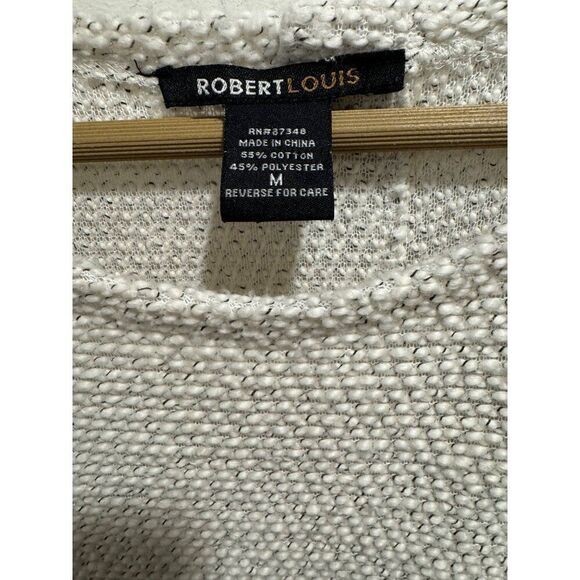 ROBERTLOUIS
RN#87348
MADE IN CHINA
55% COTTON
45% POLYESTER
M
REVERSE FOR CARE